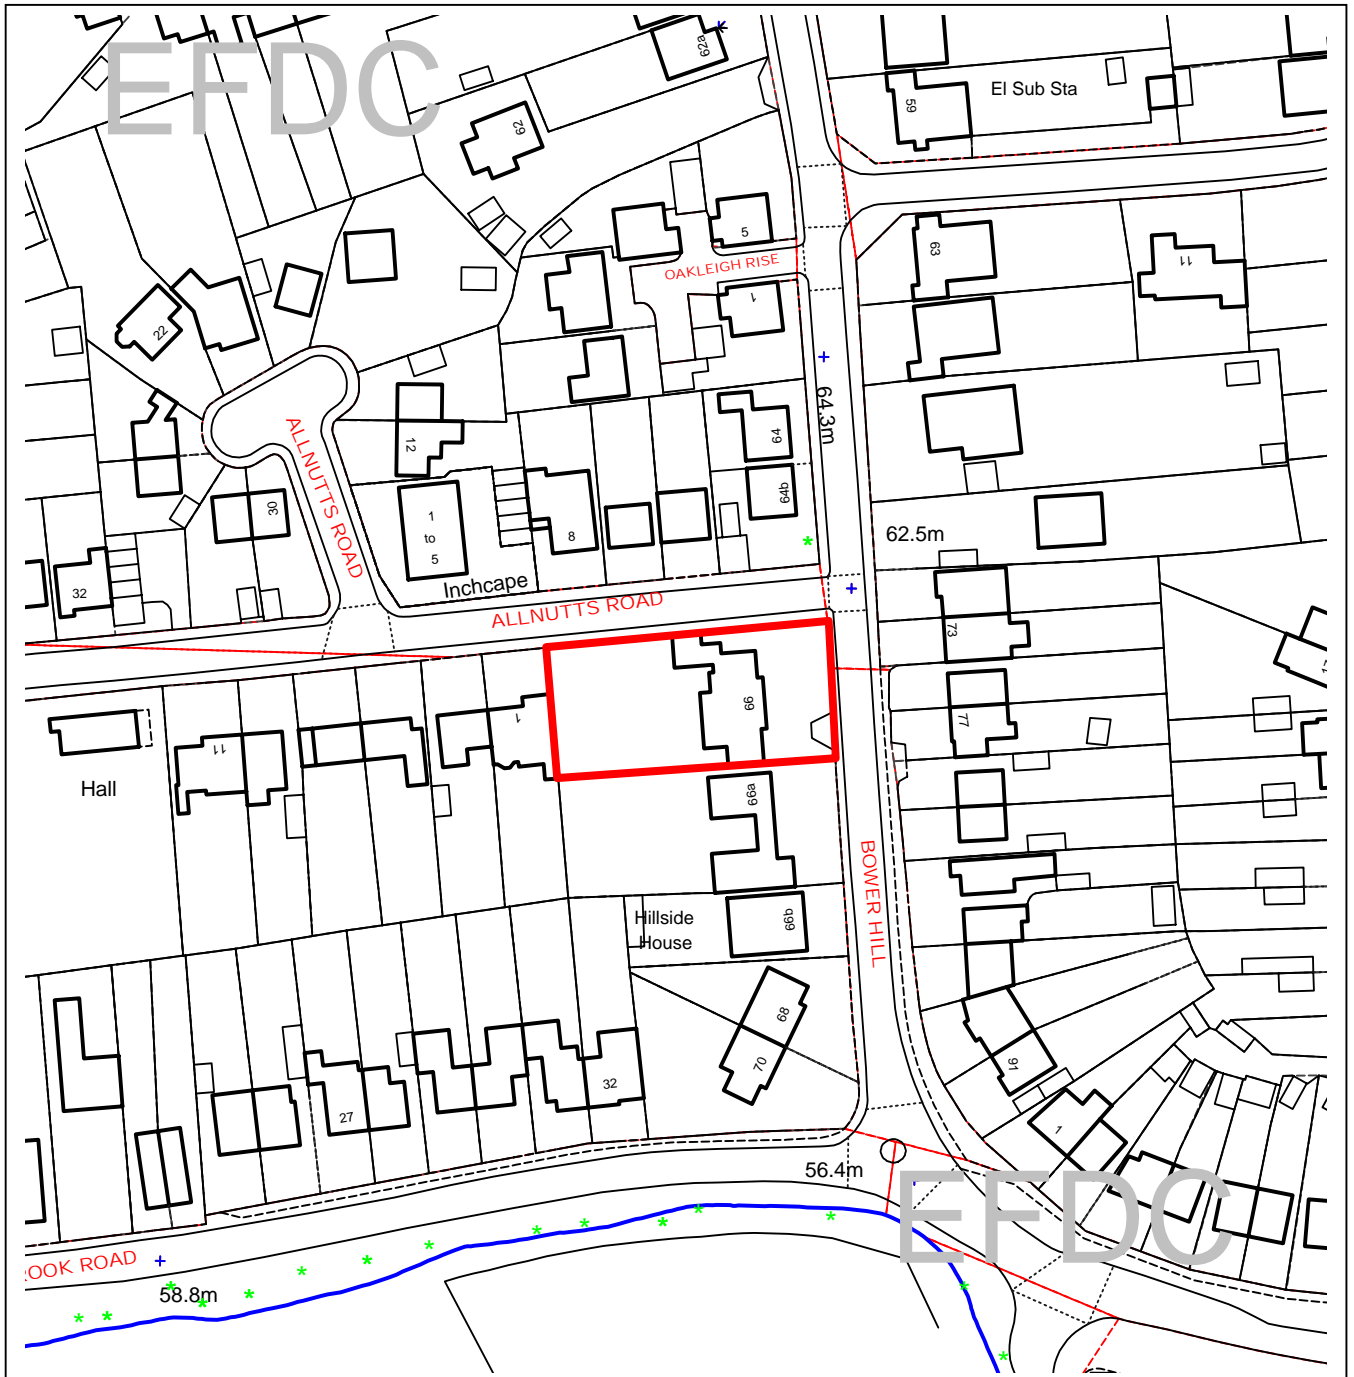 EFDC
62a
El Sub Sta
59
62
5
63
OAKLEIGH RISE
11
1
22
64.3m
ALLNUTTS ROAD
12
64
64b
30
1
to
5
8
62.5m
32
Inchcape
ALLNUTTS ROAD
73
66
1
77
11
Hall
66a
BOWER HILL
66b
Hillside
House
68
70
91
32
27
1
56.4m
EFDC
ROOK ROAD
58.8m